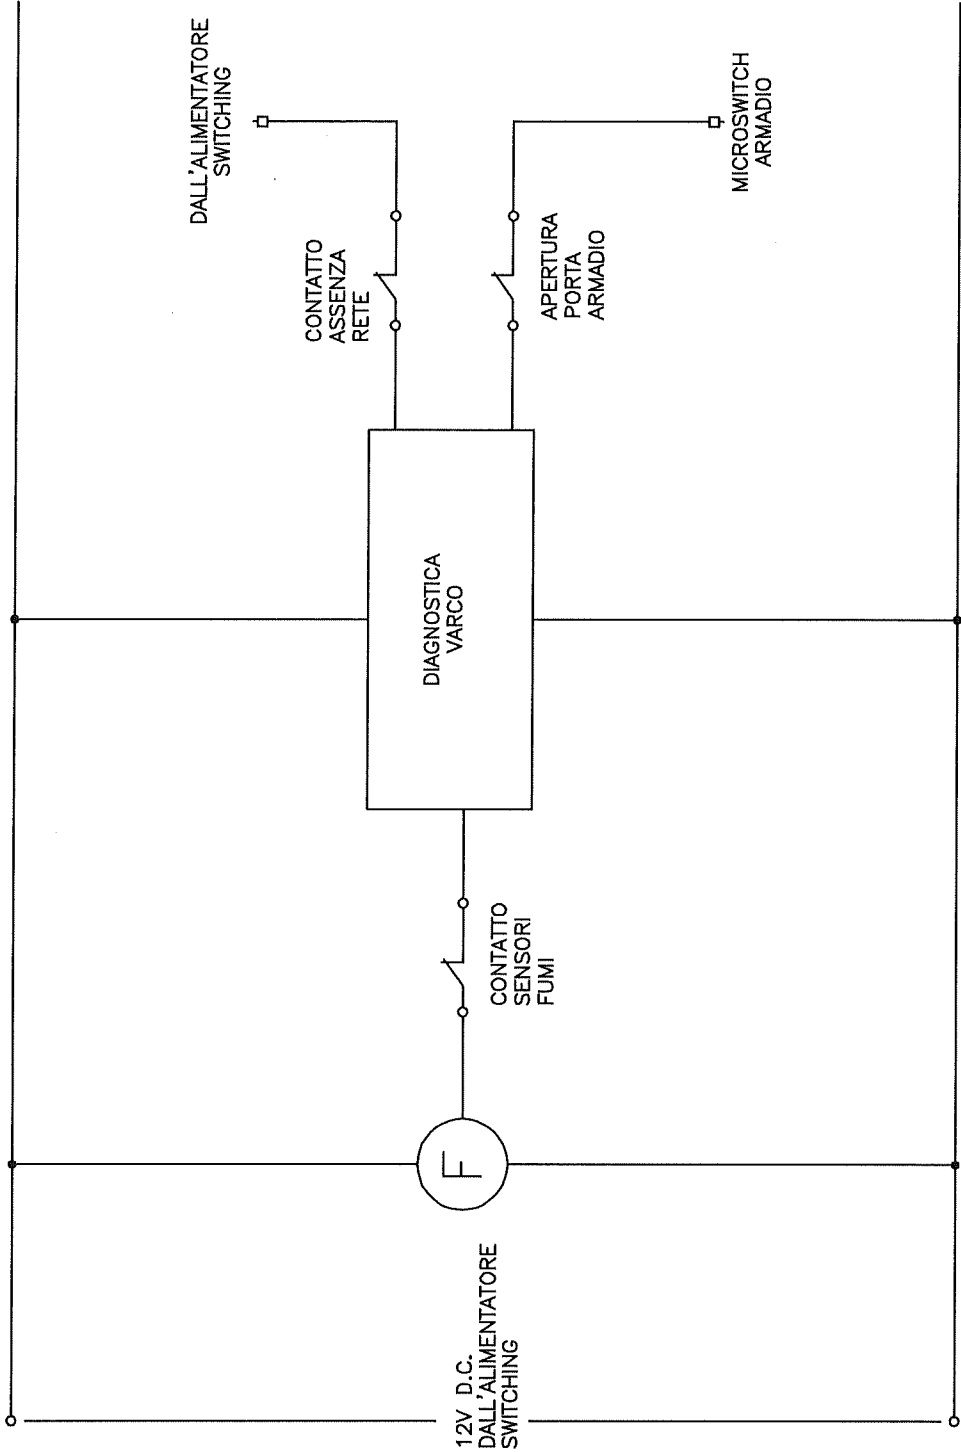 DALL'ALIMENTATORE
SWITCHING
CONTATTO
ASSENZA
RETE
MICROSWITCH
ARMADIO
APERTURA
PORTA
ARMADIO
DIAGNOSTICA
VARCO
CONTATTO
SENSORI
FUMI
F
12V D.C.
DALL'ALIMENTATORE
SWITCHING